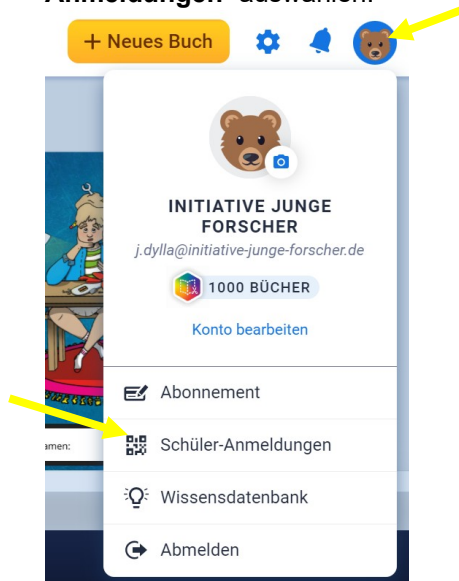 Anmeldungen" auswählen.
+ Neues Buch
INITIATIVE JUNGE
FORSCHER
j.dylla@initiative-junge-forscher.de
1000 BÜCHER
Konto bearbeiten
Abonnement
amen:
Schüler-Anmeldungen
Wissensdatenbank
Abmelden